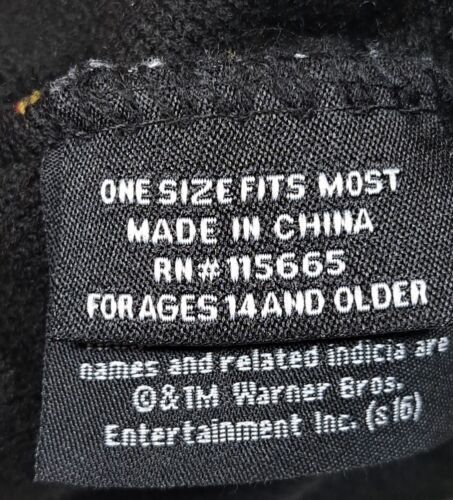 ONE SIZE FITS MOST
MADE IN CHINA
RN# 115665
FOR AGES 14 AND OLDER
names and related indicia are
©&TM Warner Bros.
Entertainment Inc. (s16)